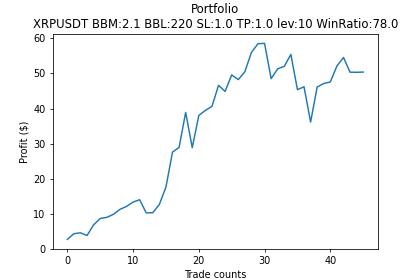 Portfolio
XRPUSDT BBM:2.1 BBL:220 SL:1.0 TP:1.0 lev:10 WinRatio:78.0
60
50
40
30
20
10
0
Profit ($)
0 10 20 30 40
Trade counts